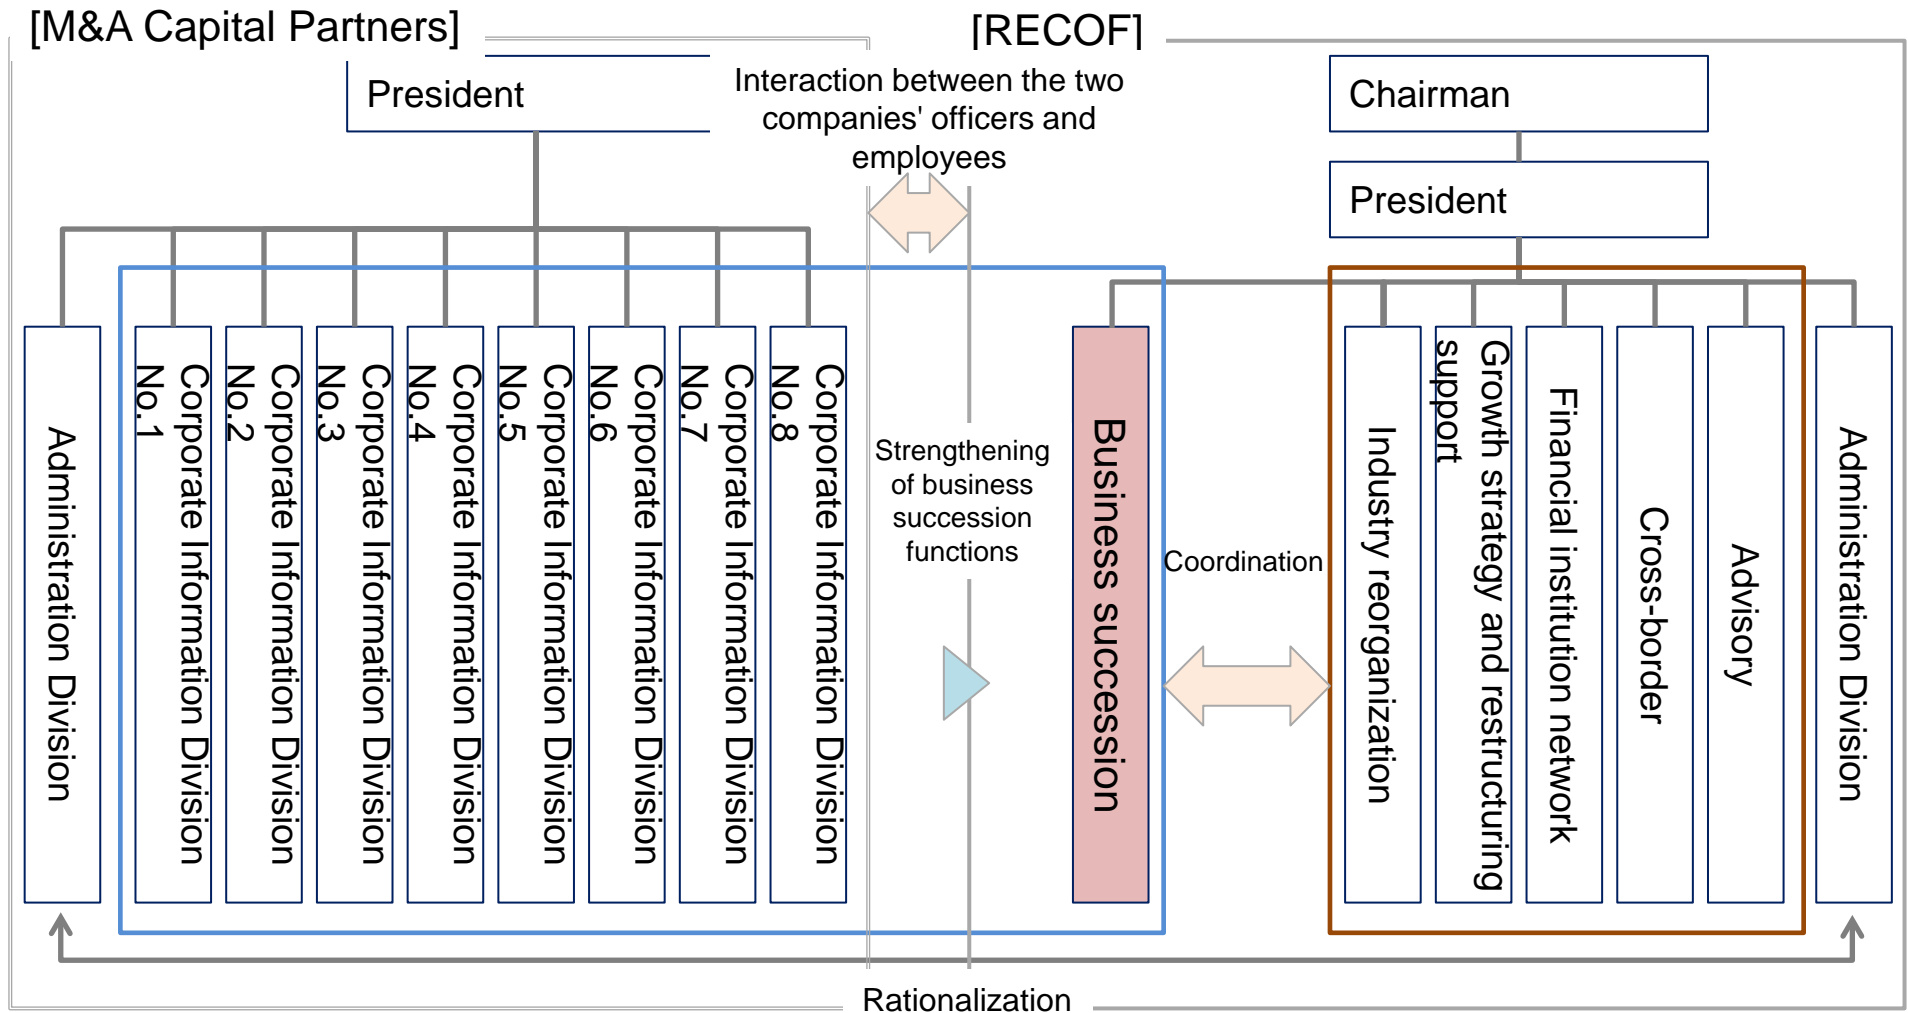 [M&A Capital Partners]
[RECOF]
President
Interaction between the two
companies' officers and
employees
Chairman
President
Administration Division
Corporate Information Division
No.1
Corporate Information Division
No.2
Corporate Information Division
No.3
Corporate Information Division
No.4
Corporate Information Division
No.5
Corporate Information Division
No.6
Corporate Information Division
No.7
Corporate Information Division
No.8
Strengthening
of business
succession
functions
Business succession
Coordination
Industry reorganization
Growth strategy and restructuring
support
Financial institution network
Cross-border
Advisory
Administration Division
Rationalization